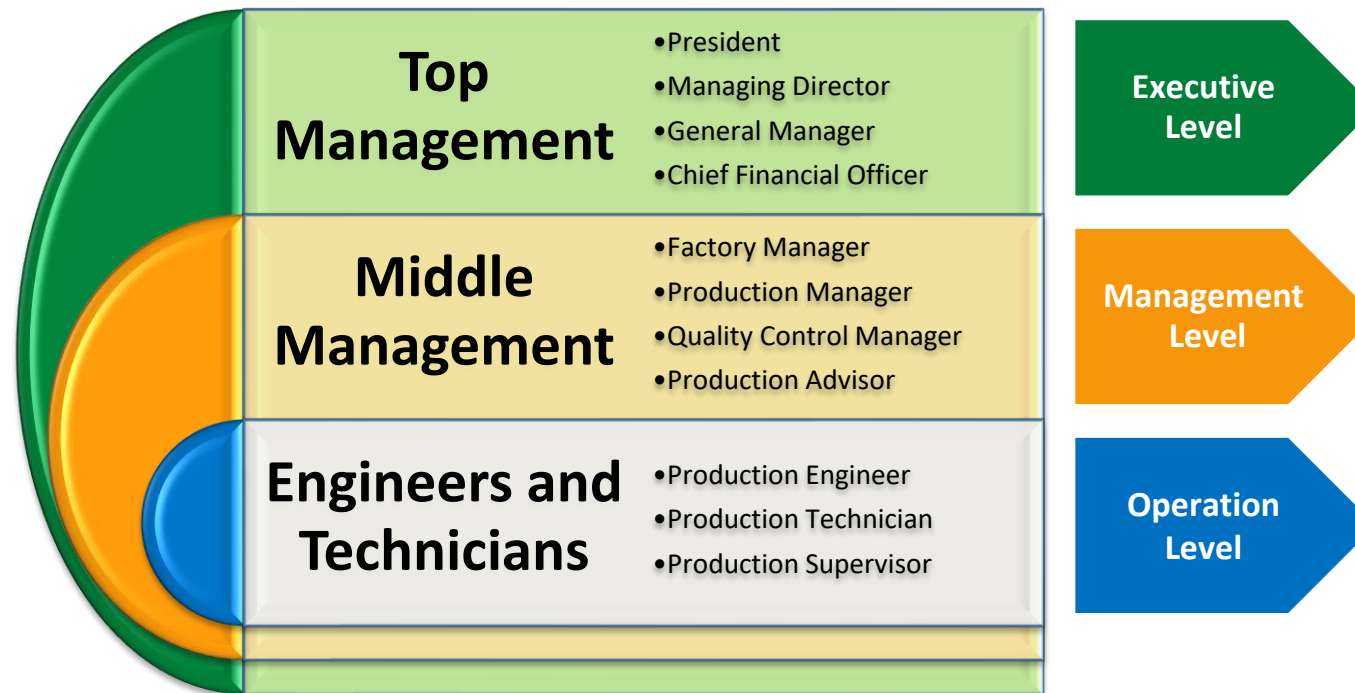 Top
Management
•President
•Managing Director
•General Manager
•Chief Financial Officer
Executive
Level
Middle
Management
•Factory Manager
•Production Manager
•Quality Control Manager
•Production Advisor
Management
Level
Engineers and
Technicians
•Production Engineer
•Production Technician
•Production Supervisor
Operation
Level